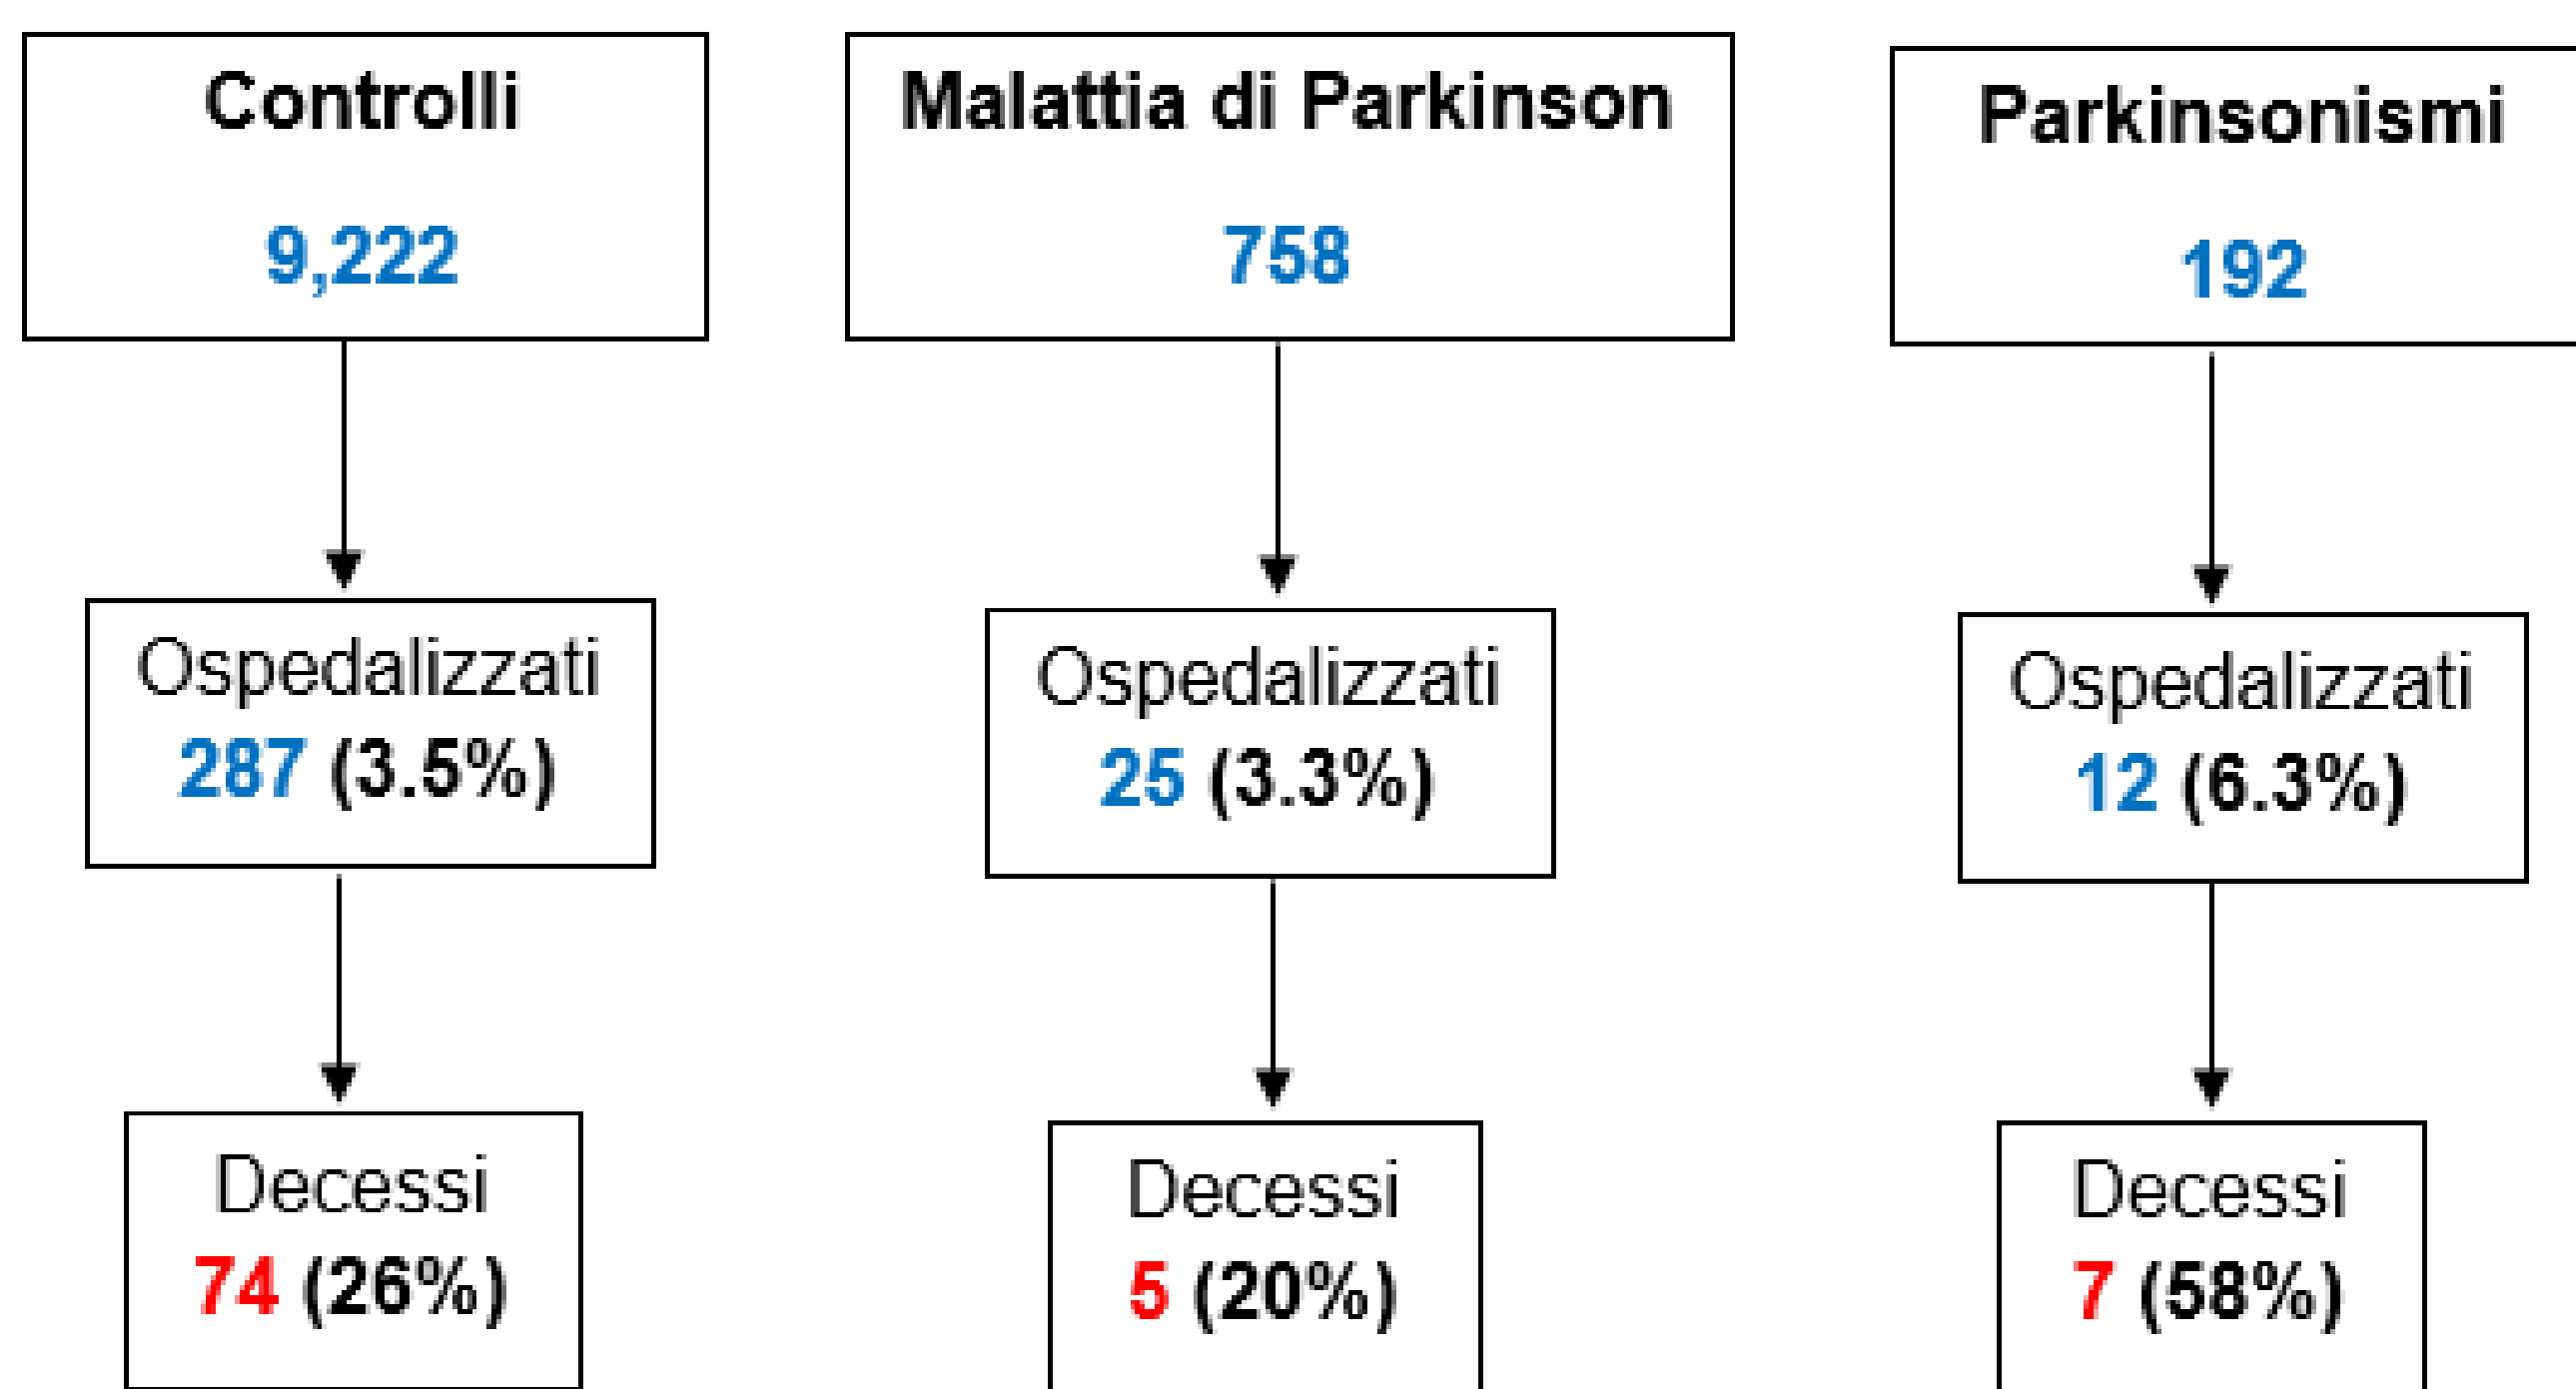 Controlli
9,222
Ospedalizzati
287 (3.5%)
Decessi
74 (26%)
Malattia di Parkinson
758
Ospedalizzati
25 (3.3%)
Decessi
5 (20%)
Parkinsonismi
192
Ospedalizzati
12 (6.3%)
Decessi
7 (58%)